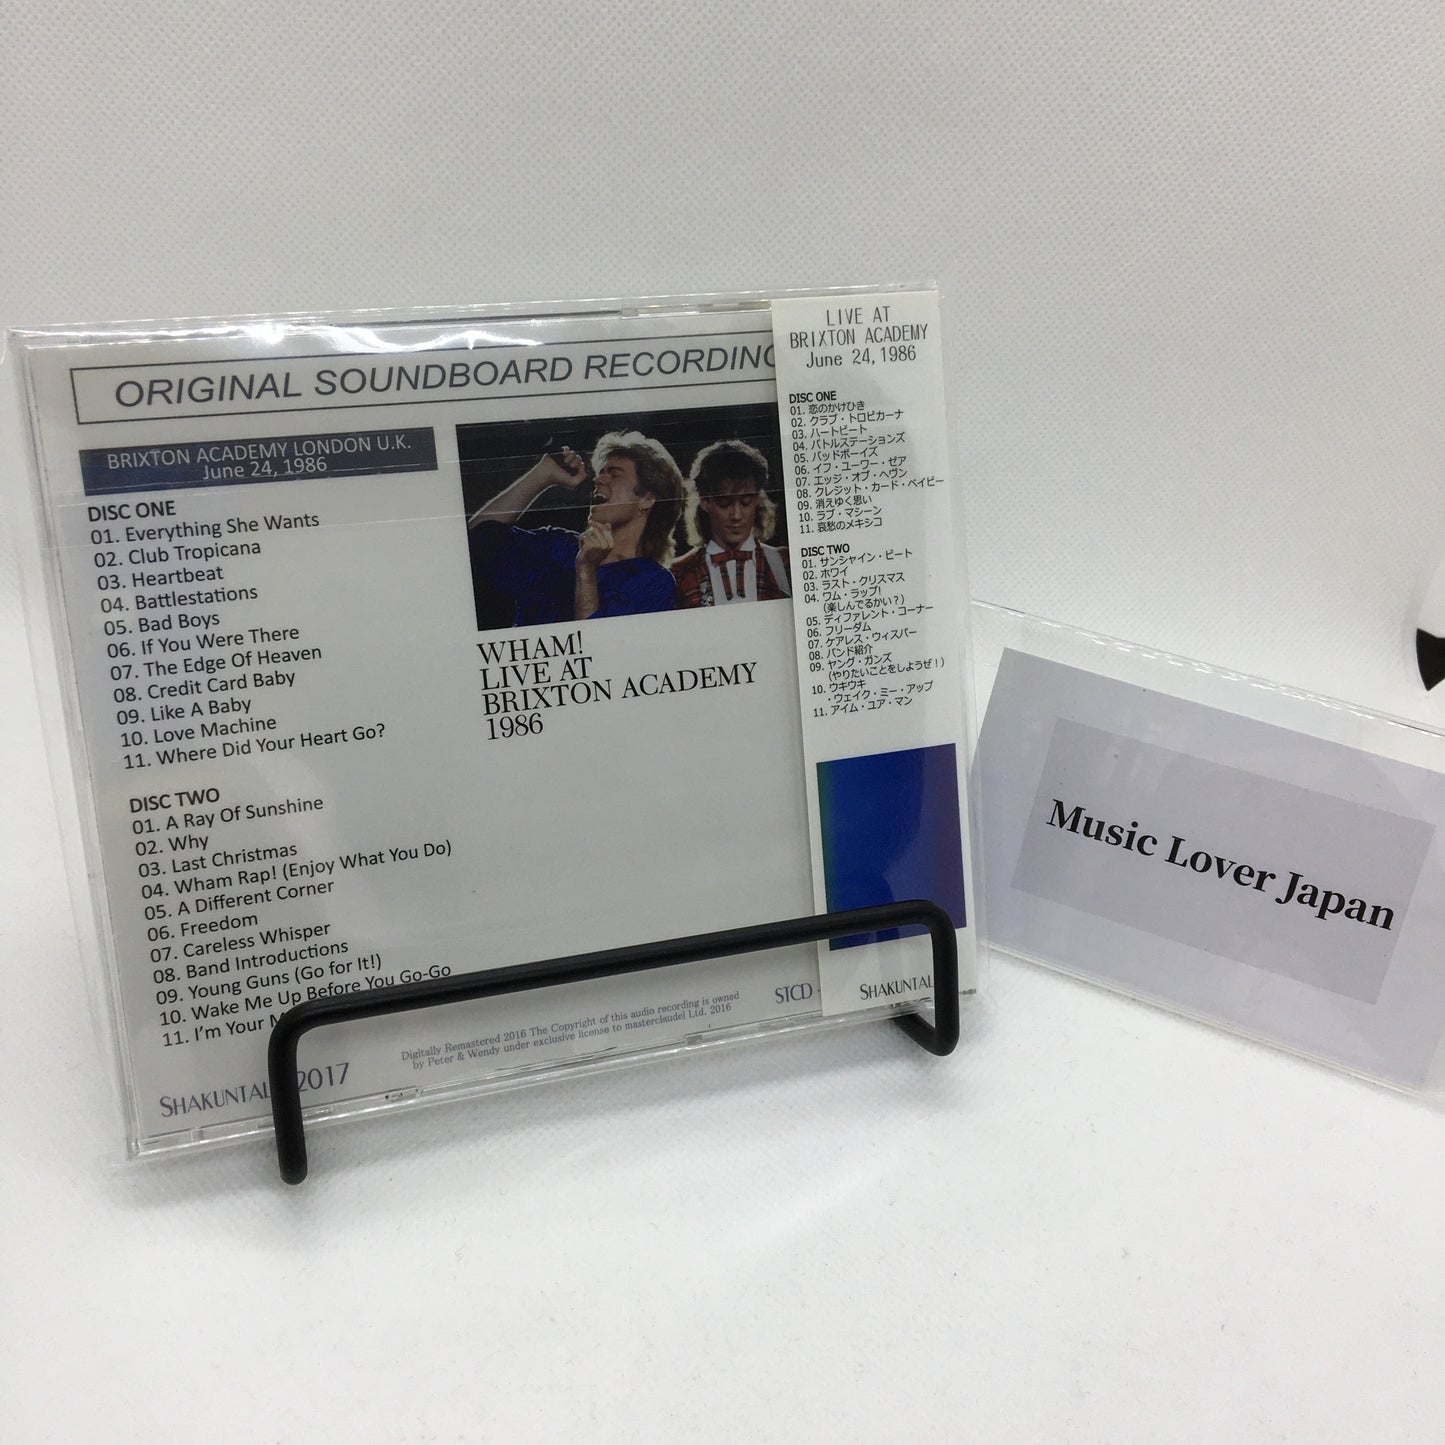 ORIGINAL SOUNDBOARD RECORDING
BRIXTON ACADEMY LONDON U.K.
June 24, 1986
DISC ONE
01. Everything She Wants
02. Club Tropicana
03. Heartbeat
04. Battlestations
05. Bad Boys
06. If You Were There
07. The Edge Of Heaven
08. Credit Card Baby
09. Like A Baby
10. Love Machine
11. Where Did Your Heart Go?
DISC TWO
01. A Ray Of Sunshine
02. Why
03. Last Christmas
04. Wham Rap! (Enjoy What You Do)
05. A Different Corner
06. Freedom
07. Careless Whisper
08. Band Introductions
09. Young Guns (Go for It!)
10. Wake Me Up Before You Go-Go
11. I'm Your M
SHAKUNTAL 2017
WHAM!
LIVE AT
BRIXTON ACADEMY
1986
Digitally Remastered 2016 The Copyright of this audio recording is owned
by Peter & Wendy under exclusive license to masterclaudel Ltd. 2016
STCD -
LIVE AT
BRIXTON ACADEMY
June 24, 1986
DISC ONE
01. 恋のかけひき
02. クラブ・トロピカーナ
03. ハートビート
04. バトルステーションズ
05. バッドボーイズ
06. イフ・ユーワー・ゼア
07. エッジ・オブ・ヘヴン
08. クレジット・カード・ベイビー
09. 消えゆく思い
10. ラブ・マシーン
11. 哀愁のメキシコ
DISC TWO
01. サンシャイン・ビート
02. ホワイ
03. ラスト・クリスマス
04. ワム・ラップ!
(楽しんでるかい？)
05. ディファレント・コーナー
06. フリーダム
07. ケアレス・ウィスパー
08. バンド紹介
09. ヤング・ガンズ
(やりたいことをしようぜ！)
10. ウキウキ
・ウェイク・ミー・アップ
11. アイム・ユア・マン
SHAKUNTAL
Music Lover Japan